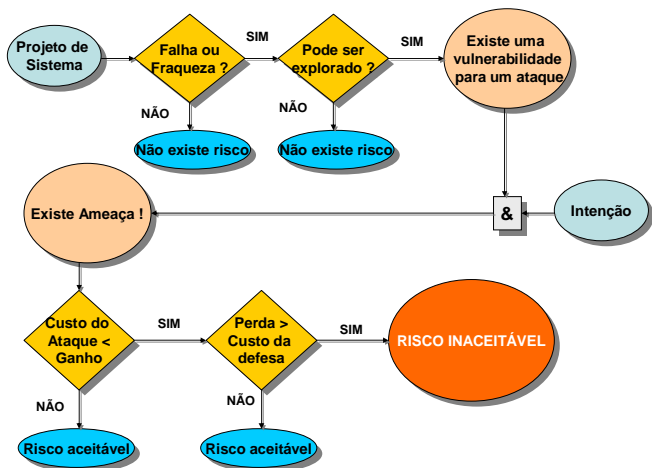 Projeto de
Sistema
Falha ou
Fraqueza ?
SIM
Pode ser
explorado ?
SIM
Existe uma
vulnerabilidade
para um ataque
NÃO
NÃO
Não existe risco
Não existe risco
Existe Ameaça !
&
Intenção
Custo do
Ataque <
Ganho
SIM
Perda >
Custo da
defesa
SIM
RISCO INACEITÁVEL
NÃO
NÃO
Risco aceitável
Risco aceitável